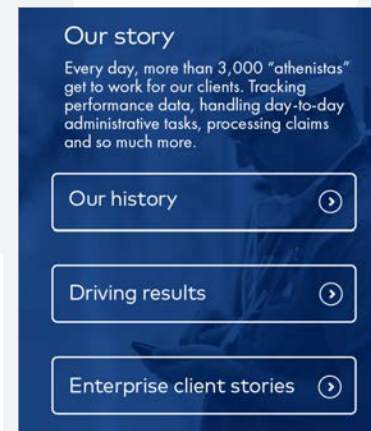 Our story
Every day, more than 3,000 “athenistas”
get to work for our clients. Tracking
performance data, handling day-to-day
administrative tasks, processing claims
and so much more.
Our history
Driving results
Enterprise client stories